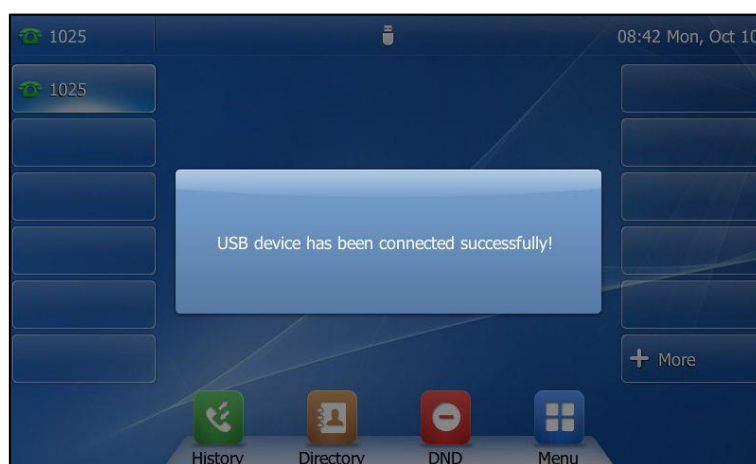 1025
08:42 Mon, Oct 10
1025
USB device has been connected successfully!
More
History
Directory
DND
Menu